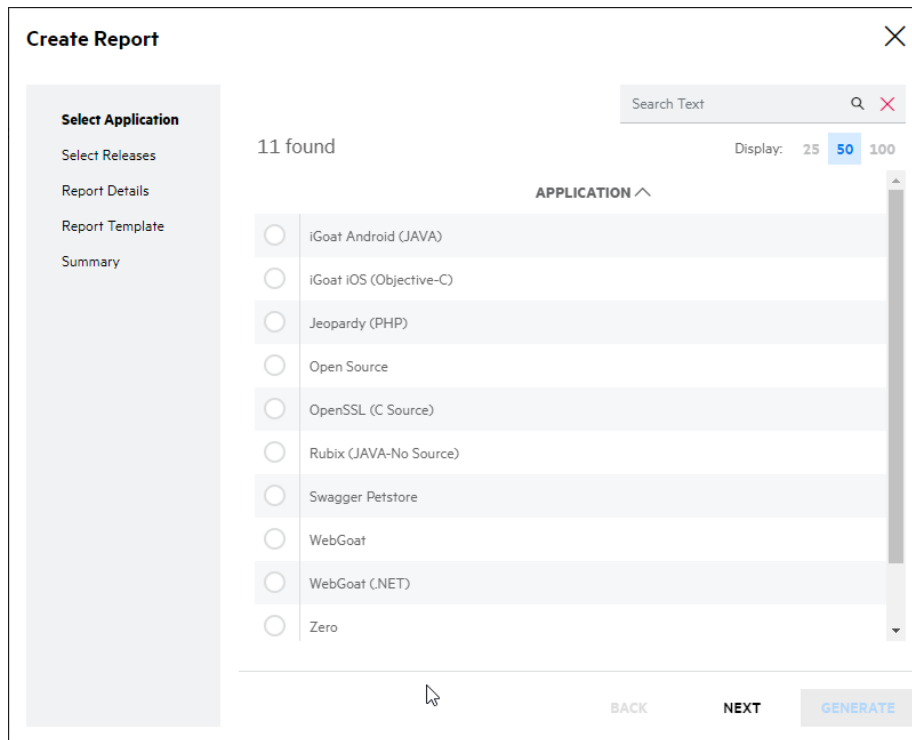 Create Report
Select Application
Select Releases
Report Details
Report Template
Summary
Search Text
11 found
Display: 25 50 100
APPLICATION
iGoat Android (JAVA)
iGoat iOS (Objective-C)
Jeopardy (PHP)
Open Source
OpenSSL (C Source)
Rubix (JAVA-No Source)
Swagger Petstore
WebGoat
WebGoat (.NET)
Zero
BACK NEXT GENERATE